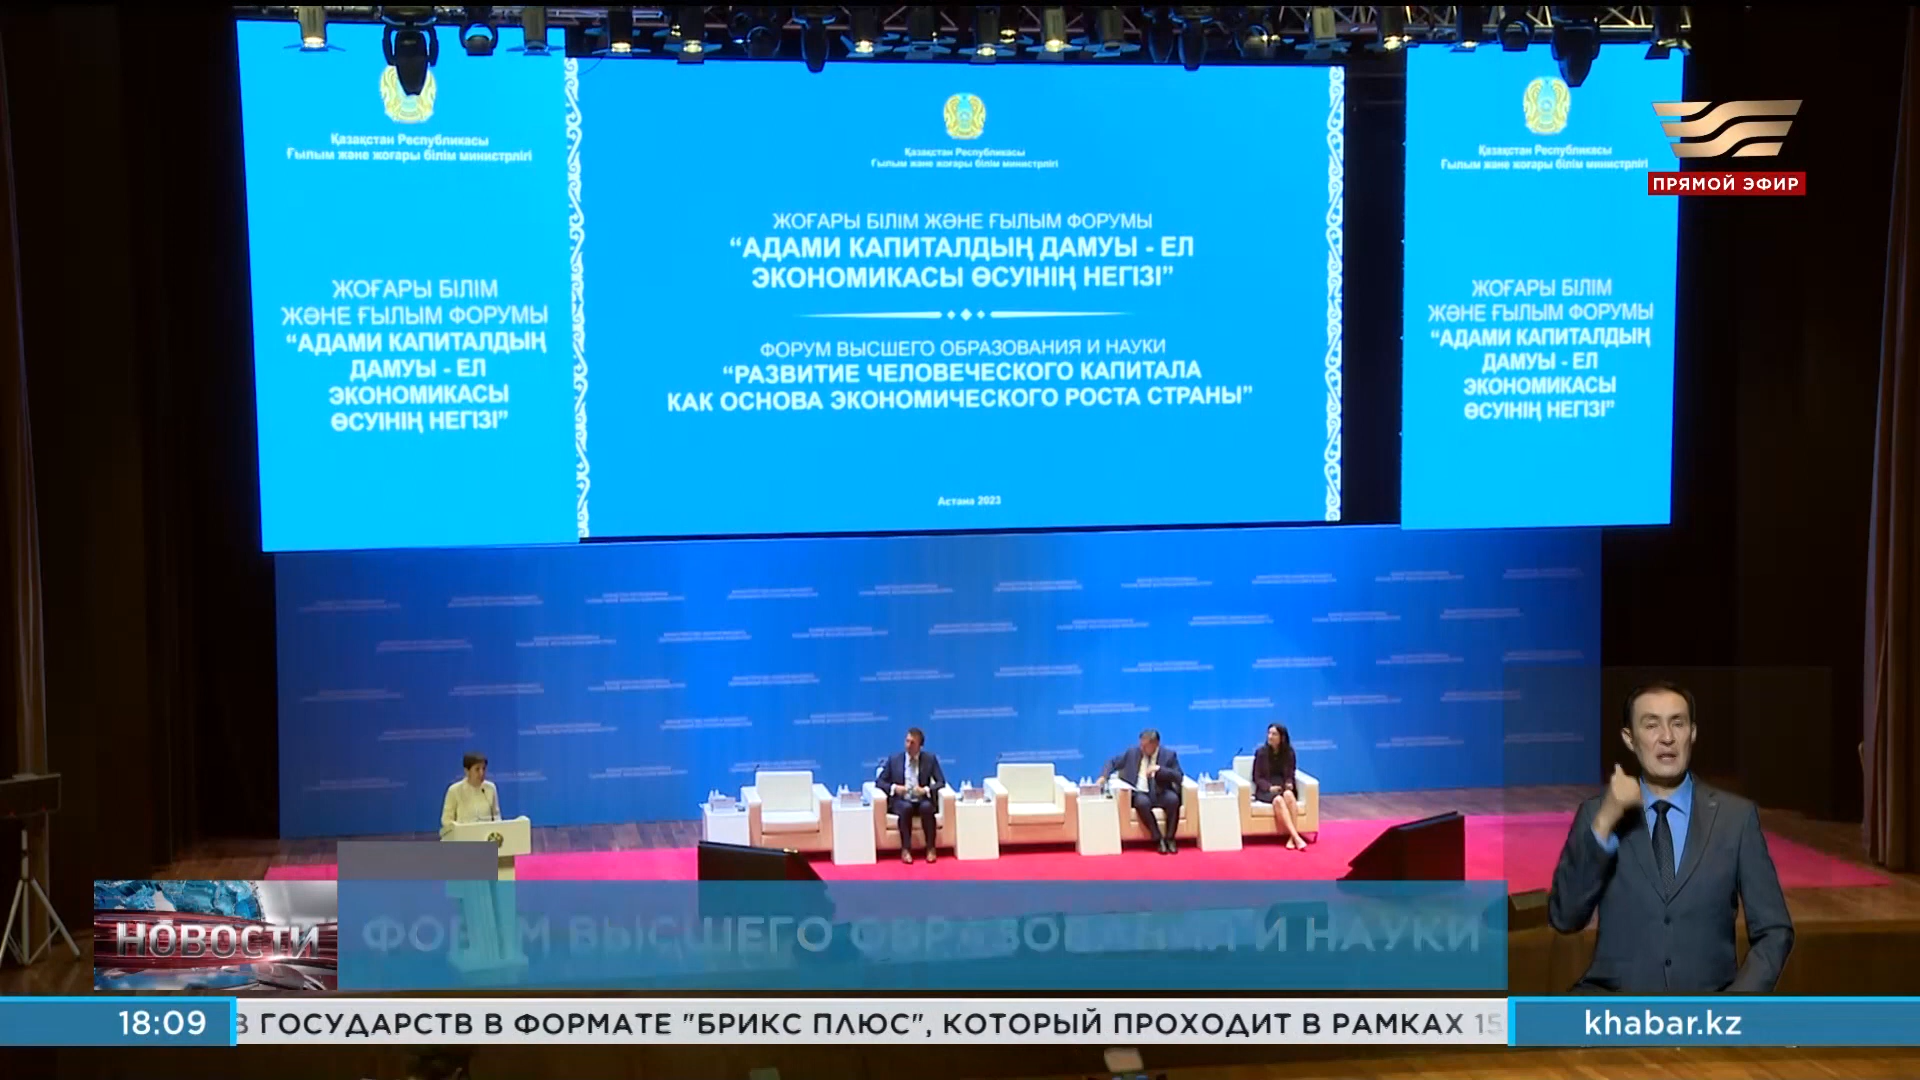 Қазақстан Республикасы
Ғылым және жоғары білім министрлігі
ЖОҒАРЫ БІЛІМ
ЖӘНЕ ҒЫЛЫМ ФОРУМЫ
“АДАМИ КАПИТАЛДЫҢ
ДАМУЫ - ЕЛ
ЭКОНОМИКАСЫ
ӨСУІНІҢ НЕГІЗІ”
Қазақстан Республикасы
Ғылым және жоғары білім министрлігі
ЖОҒАРЫ БІЛІМ ЖӘНЕ ҒЫЛЫМ ФОРУМЫ
“АДАМИ КАПИТАЛДЫҢ ДАМУЫ - ЕЛ
ЭКОНОМИКАСЫ ӨСУІНІҢ НЕГІЗІ”
ФОРУМ ВЫСШЕГО ОБРАЗОВАНИЯ И НАУКИ
“РАЗВИТИЕ ЧЕЛОВЕЧЕСКОГО КАПИТАЛА
КАК ОСНОВА ЭКОНОМИЧЕСКОГО РОСТА СТРАНЫ”
Астана 2023
Қазақстан Республикасы
Ғылым және жоғары білім министрлігі
ЖОҒАРЫ БІЛІМ
ЖӘНЕ ҒЫЛЫМ ФОРУМЫ
“АДАМИ КАПИТАЛДЫҢ
ДАМУЫ - ЕЛ
ЭКОНОМИКАСЫ
ӨСУІНІҢ НЕГІЗІ”
ПРЯМОЙ ЭФИР
НОВОСТИ
ФОРУМ ВЫСШЕГО ОБРАЗОВАНИЯ И НАУКИ
18:09
В ГОСУДАРСТВ В ФОРМАТЕ "БРИКС ПЛЮС", КОТОРЫЙ ПРОХОДИТ В РАМКАХ 15
khabar.kz